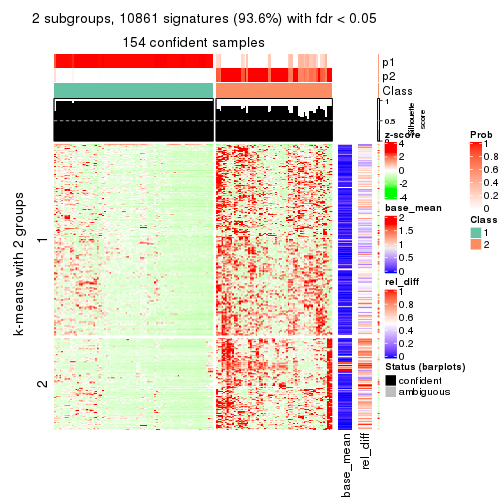 2 subgroups, 10861 signatures (93.6%) with fdr < 0.05
154 confident samples
p1
p2
Class
1
0.5
0
Silhouette
score
k-means with 2 groups
1
2
base_mean
rel_diff
z-score
4
2
0
-2
-4
base_mean
2
1.5
1
0.5
0
rel_diff
1
0.8
0.6
0.4
0.2
0
Status (barplots)
confident
ambiguous
Prob
1
0.8
0.6
0.4
0.2
0
Class
1
2